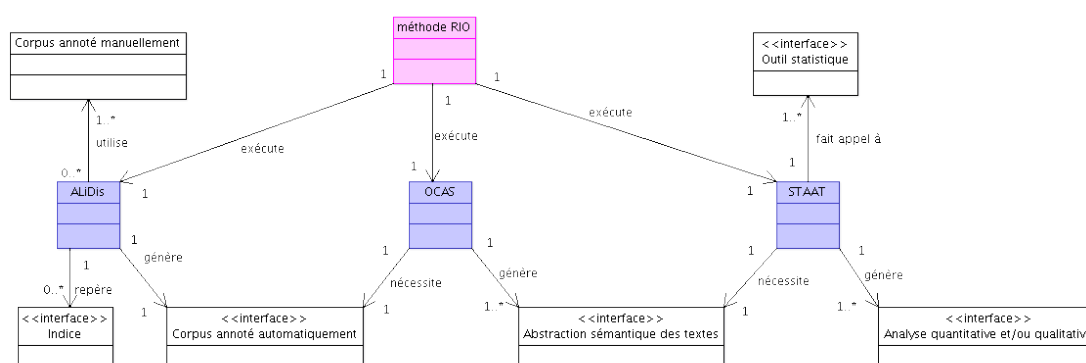 méthode RIO
Corpus annoté manuellement
<<interface>>
Outil statistique
1
1
1
1..*
utilise
0..*
exécute
exécute
exécute
1..*
fait appel à
1
1
1
1
ALiDis
OCAS
STAAT
1
1
1
1
1
1
0..*
repère
génère
nécessite
génère
nécessite
génère
1
1
1..*
1
1..*
<<interface>>
Indice
<<interface>>
Corpus annoté automatiquement
<<interface>>
Abstraction sémantique des textes
<<interface>>
Analyse quantitative et/ou qualitativ